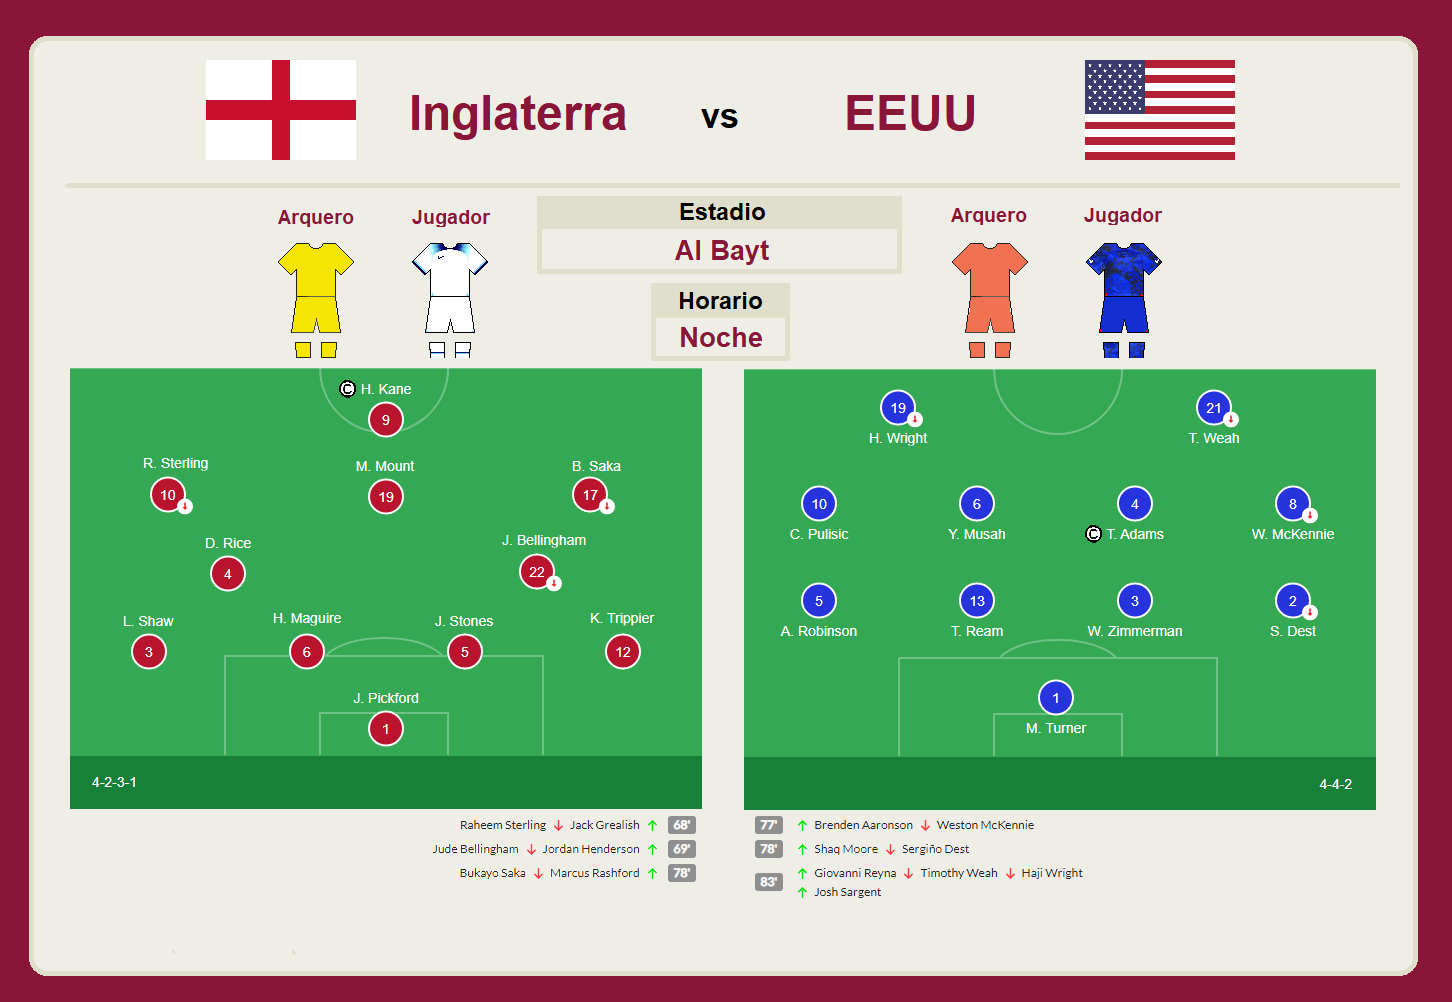 Inglaterra vs EEUU
Arquero Jugador
Estadio
Al Bayt
Horario
Noche
Arquero Jugador
© H. Kane
9
R. Sterling M. Mount B. Saka
10 19 17
D. Rice J. Bellingham
4 22
L. Shaw H. Maguire J. Stones K. Trippier
3 6 5 12
J. Pickford
1
4-2-3-1
19 21
H. Wright T. Weah
10 6 4 8
C. Pulisic Y. Musah © T. Adams W. McKennie
5 13 3 2
A. Robinson T. Ream W. Zimmerman S. Dest
1
M. Turner
4-4-2
Raheem Sterling ↓ Jack Grealish ↑ 68'
Jude Bellingham ↓ Jordan Henderson ↑ 69'
Bukayo Saka ↓ Marcus Rashford ↑ 78'
77' ↑ Brenden Aaronson ↓ Weston McKennie
78' ↑ Shaq Moore ↓ Sergiño Dest
83' ↑ Giovanni Reyna ↓ Timothy Weah ↓ Haji Wright
↑ Josh Sargent